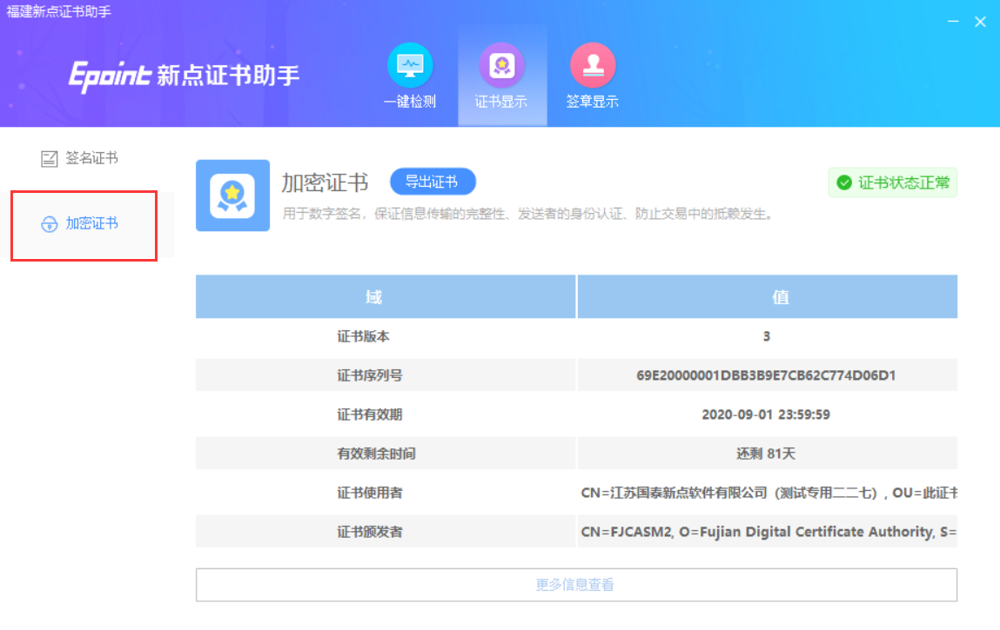 福建新点证书助手
Epoint 新点证书助手
一键检测
证书显示
签章显示
签名证书
加密证书
加密证书
导出证书
证书状态正常
用于数字签名，保证信息传输的完整性、发送者的身份认证、防止交易中的抵赖发生。
域 值
证书版本 3
证书序列号 69E20000001DBB3B9E7CB62C774D06D1
证书有效期 2020-09-01 23:59:59
有效剩余时间 还剩 81天
证书使用者 CN=江苏国泰新点软件有限公司（测试专用二二七）, OU=此证书
证书颁发者 CN=FJCASM2, O=Fujian Digital Certificate Authority, S=
更多信息查看